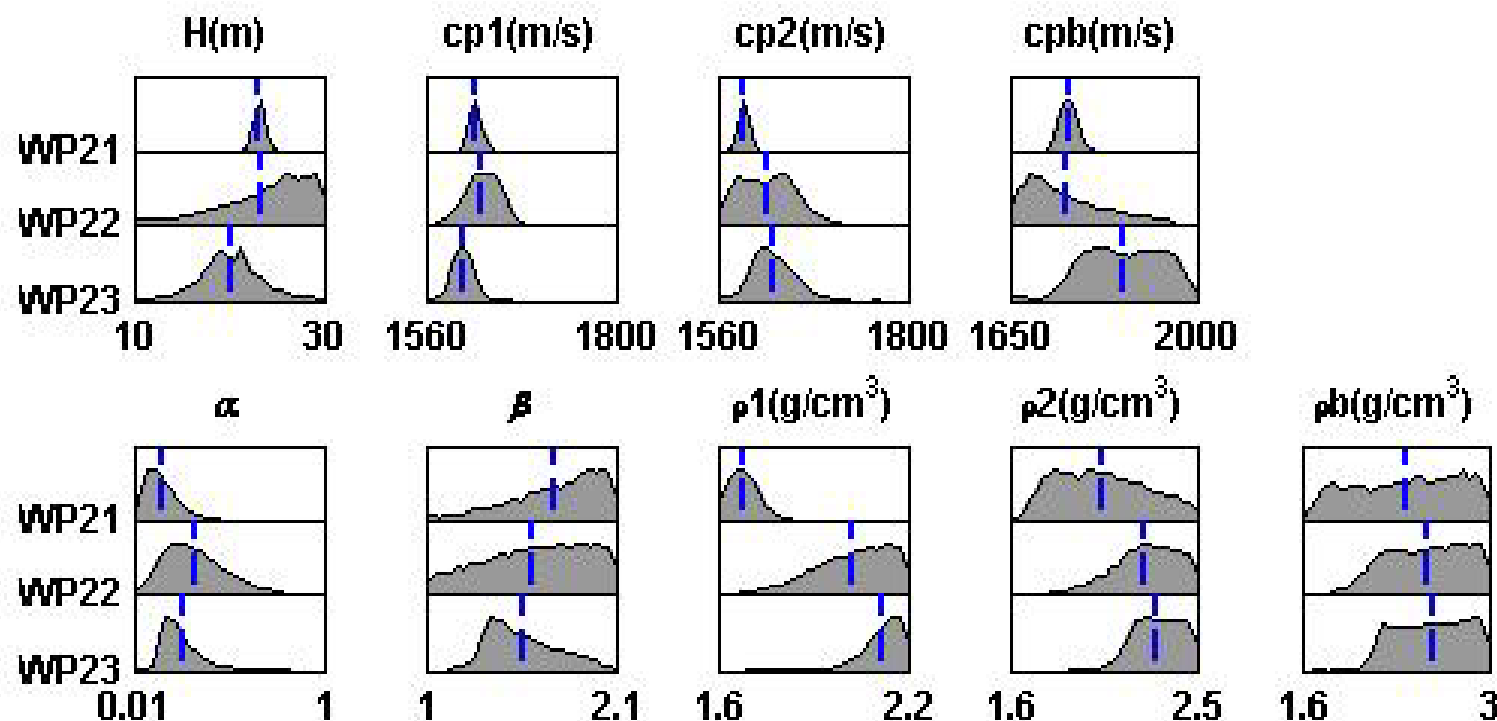 H(m) cp1(m/s) cp2(m/s) cpb(m/s)
WP21
WP22
WP23
10 30 1560 1800 1560 1800 1650 2000
α β ρ1(g/cm³) ρ2(g/cm³) ρb(g/cm³)
WP21
WP22
WP23
0.01 1 1 2.1 1.6 2.2 1.6 2.5 1.6 3